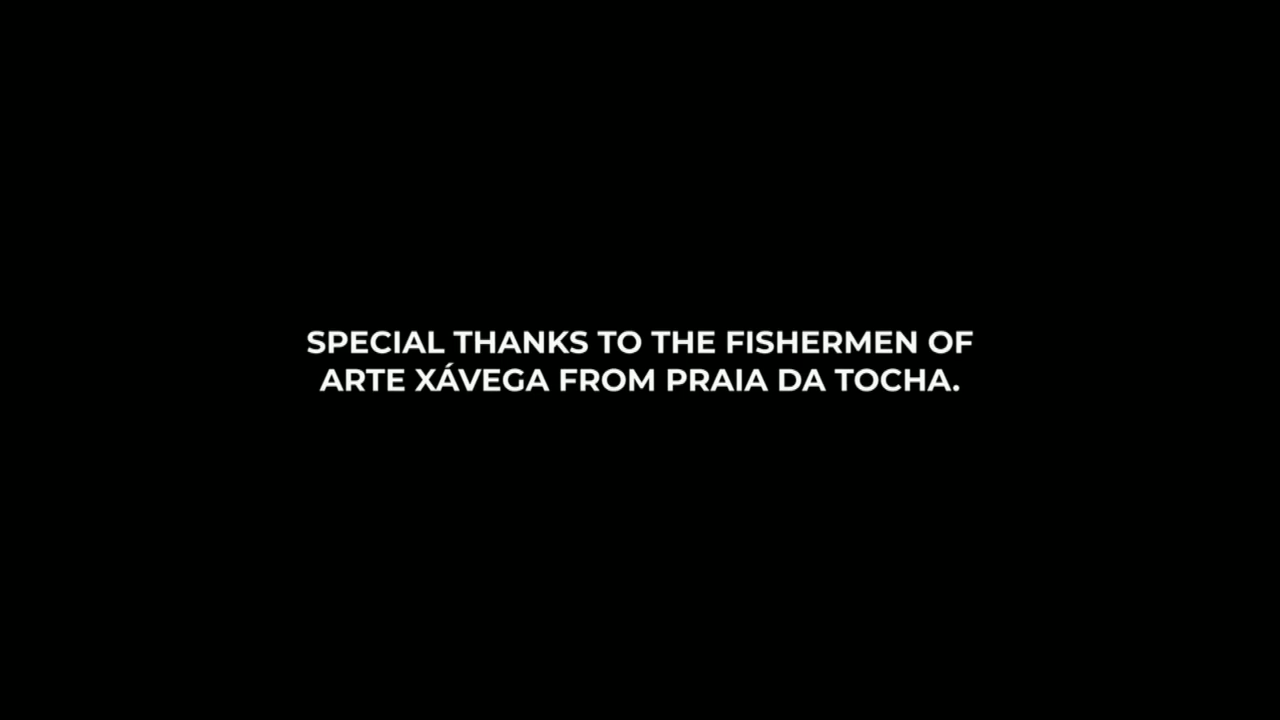 SPECIAL THANKS TO THE FISHERMEN OF
ARTE XÁVEGA FROM PRAIA DA TOCHA.